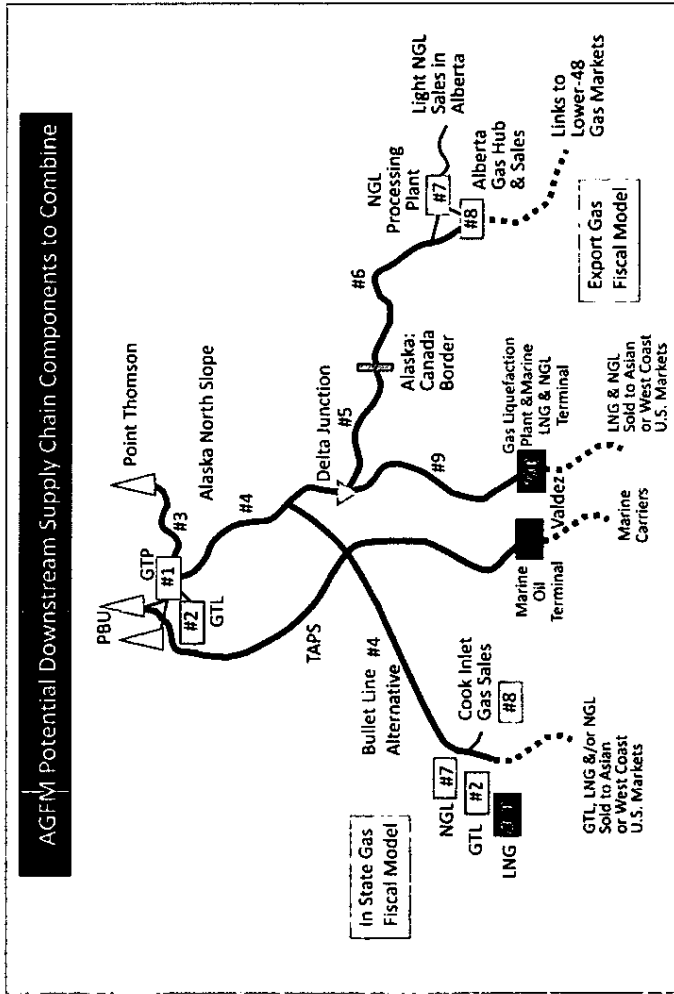 AGFM Potential Downstream Supply Chain Components to Combine
Point Thomson
PBU
GTP
#1
#3
#2
GTL
Alaska North Slope
#4
TAPS
Delta Junction
#5
Alaska:
Canada
Border
#6
NGL
Processing
Plant
#7
Light NGL
Sales in
Alberta
#8
Alberta
Gas Hub
& Sales
Links to
Lower-48
Gas Markets
Export Gas
Fiscal Model
#9
Gas Liquefaction
Plant &Marine
LNG & NGL
Terminal
Valdez
LNG & NGL
Sold to Asian
or West Coast
U.S. Markets
Marine
Oil
Terminal
Marine
Carriers
Bullet Line #4
Alternative
Cook Inlet
Gas Sales
#8
NGL #7
GTL #2
LNG
GTL, LNG &/or NGL
Sold to Asian
or West Coast
U.S. Markets
In State Gas
Fiscal Model